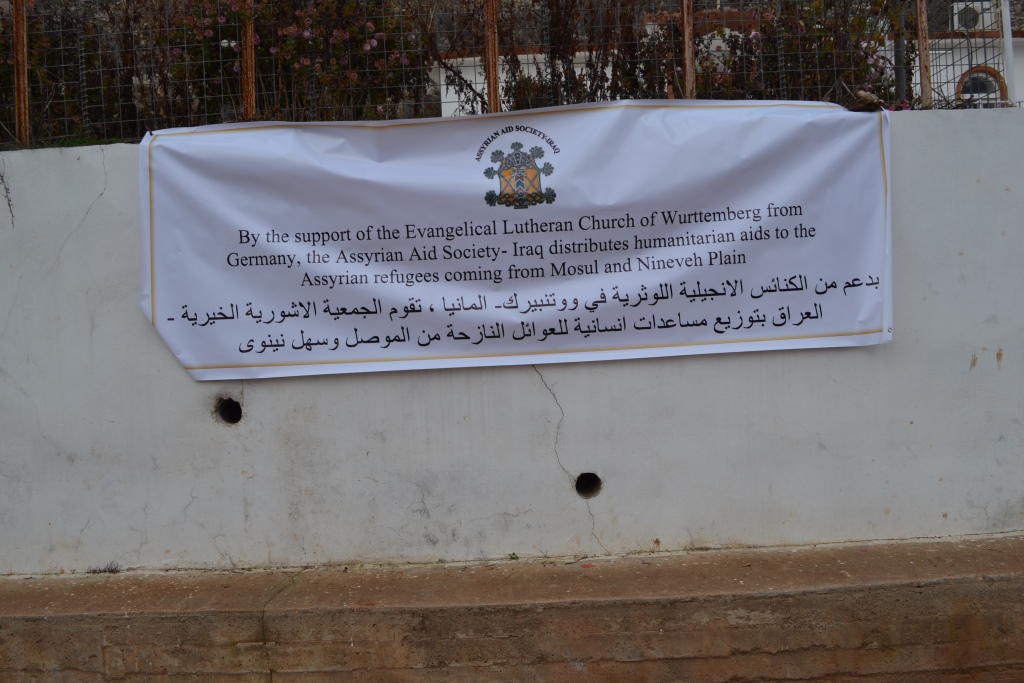 ASSYRIAN AID SOCIETY-IRAQ
By the support of the Evangelical Lutheran Church of Wurttemberg from
Germany, the Assyrian Aid Society- Iraq distributes humanitarian aids to the
Assyrian refugees coming from Mosul and Nineveh Plain
بدعم من الكنائس الانجيلية اللوثرية في ووتنبيرك- المانيا ، تقوم الجمعية الاشورية الخيرية -
العراق بتوزيع مساعدات انسانية للعوائل النازحة من الموصل وسهل نينوى